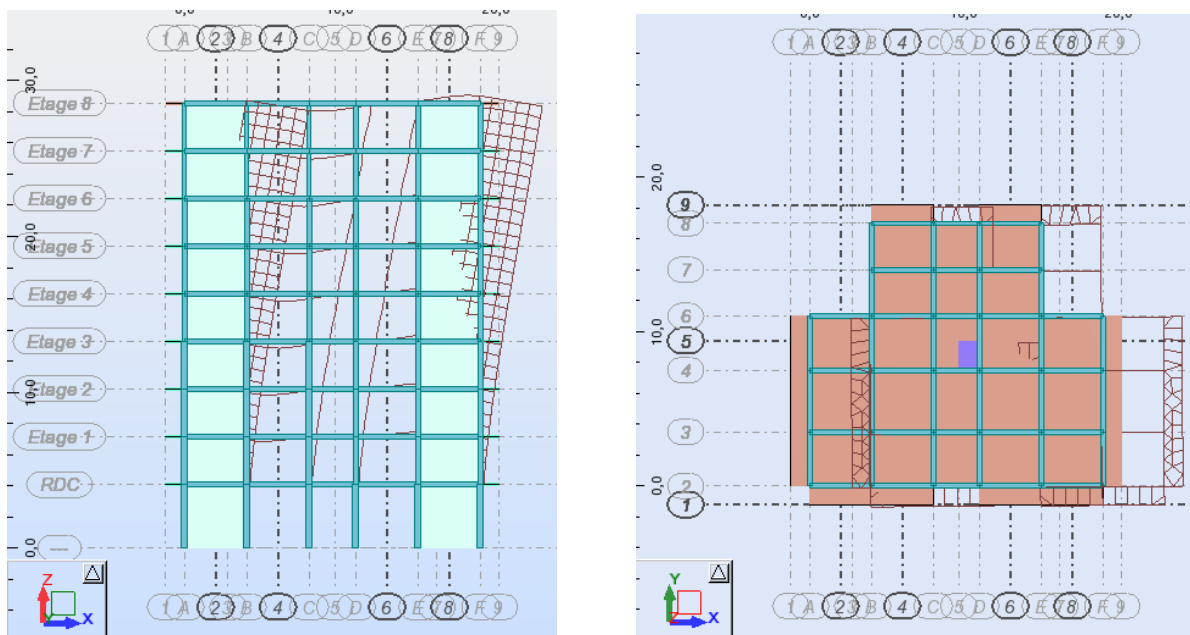 0,0 10,0 20,0
1 A 2 3 B 4 C 5 D 6 E 7 8 F 9
30,0
Etage 8
Etage 7
Etage 6
20,0
Etage 5
Etage 4
Etage 3
Etage 2
10,0
Etage 1
RDC
0,0
---
Z
Y
X
1 A 2 3 B 4 C 5 D 6 E 7 8 F 9
0,0 10,0 20,0
1 A 2 3 B 4 C 5 D 6 E 7 8 F 9
20,0
9
8
7
6
10,0
5
4
3
0,0
2
1
Y
Z
X
1 A 2 3 B 4 C 5 D 6 E 7 8 F 9